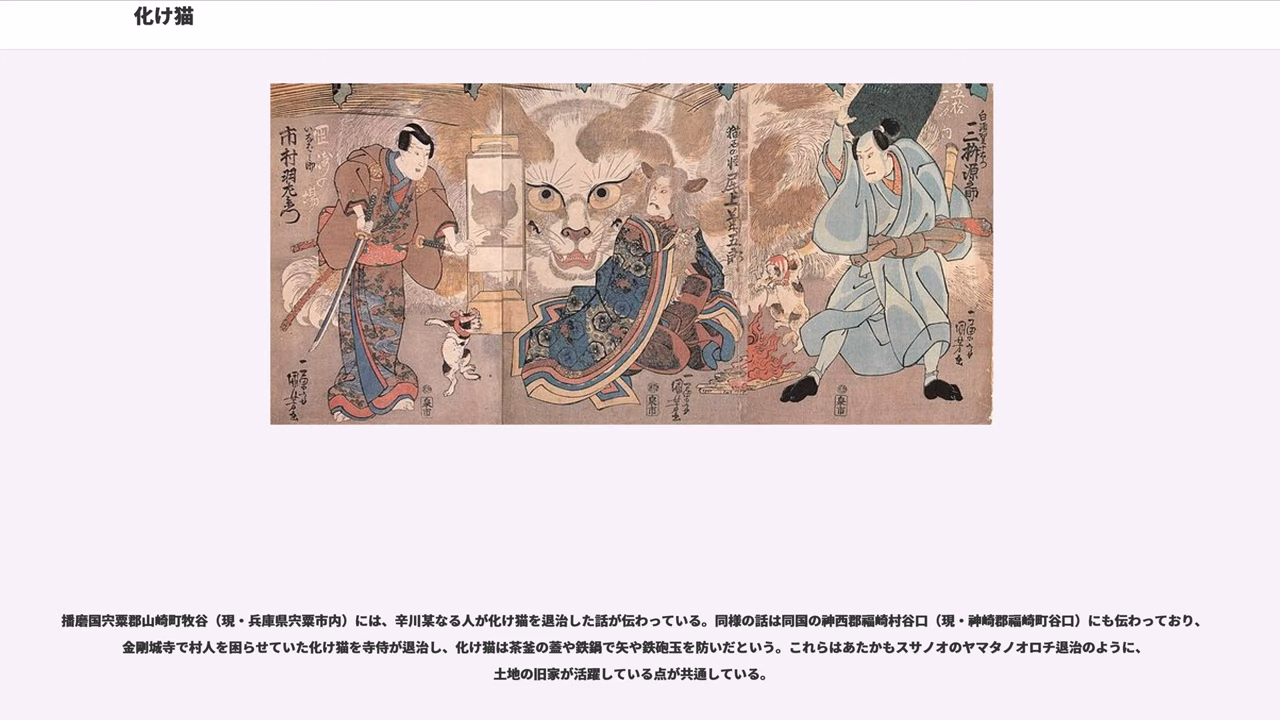 化け猫
市村羽左衛門
猫石の怪 尾上菊五郎
三枡源之助
播磨国宍粟郡山崎町牧谷（現・兵庫県宍粟市内）には、辛川某なる人が化け猫を退治した話が伝わっている。同様の話は同国の神西郡福崎村谷口（現・神崎郡福崎町谷口）にも伝わっており、
金剛城寺で村人を困らせていた化け猫を寺侍が退治し、化け猫は茶釜の蓋や鉄鍋で矢や鉄砲玉を防いだという。これらはあたかもスサノオのヤマタノオロチ退治のように、
土地の旧家が活躍している点が共通している。